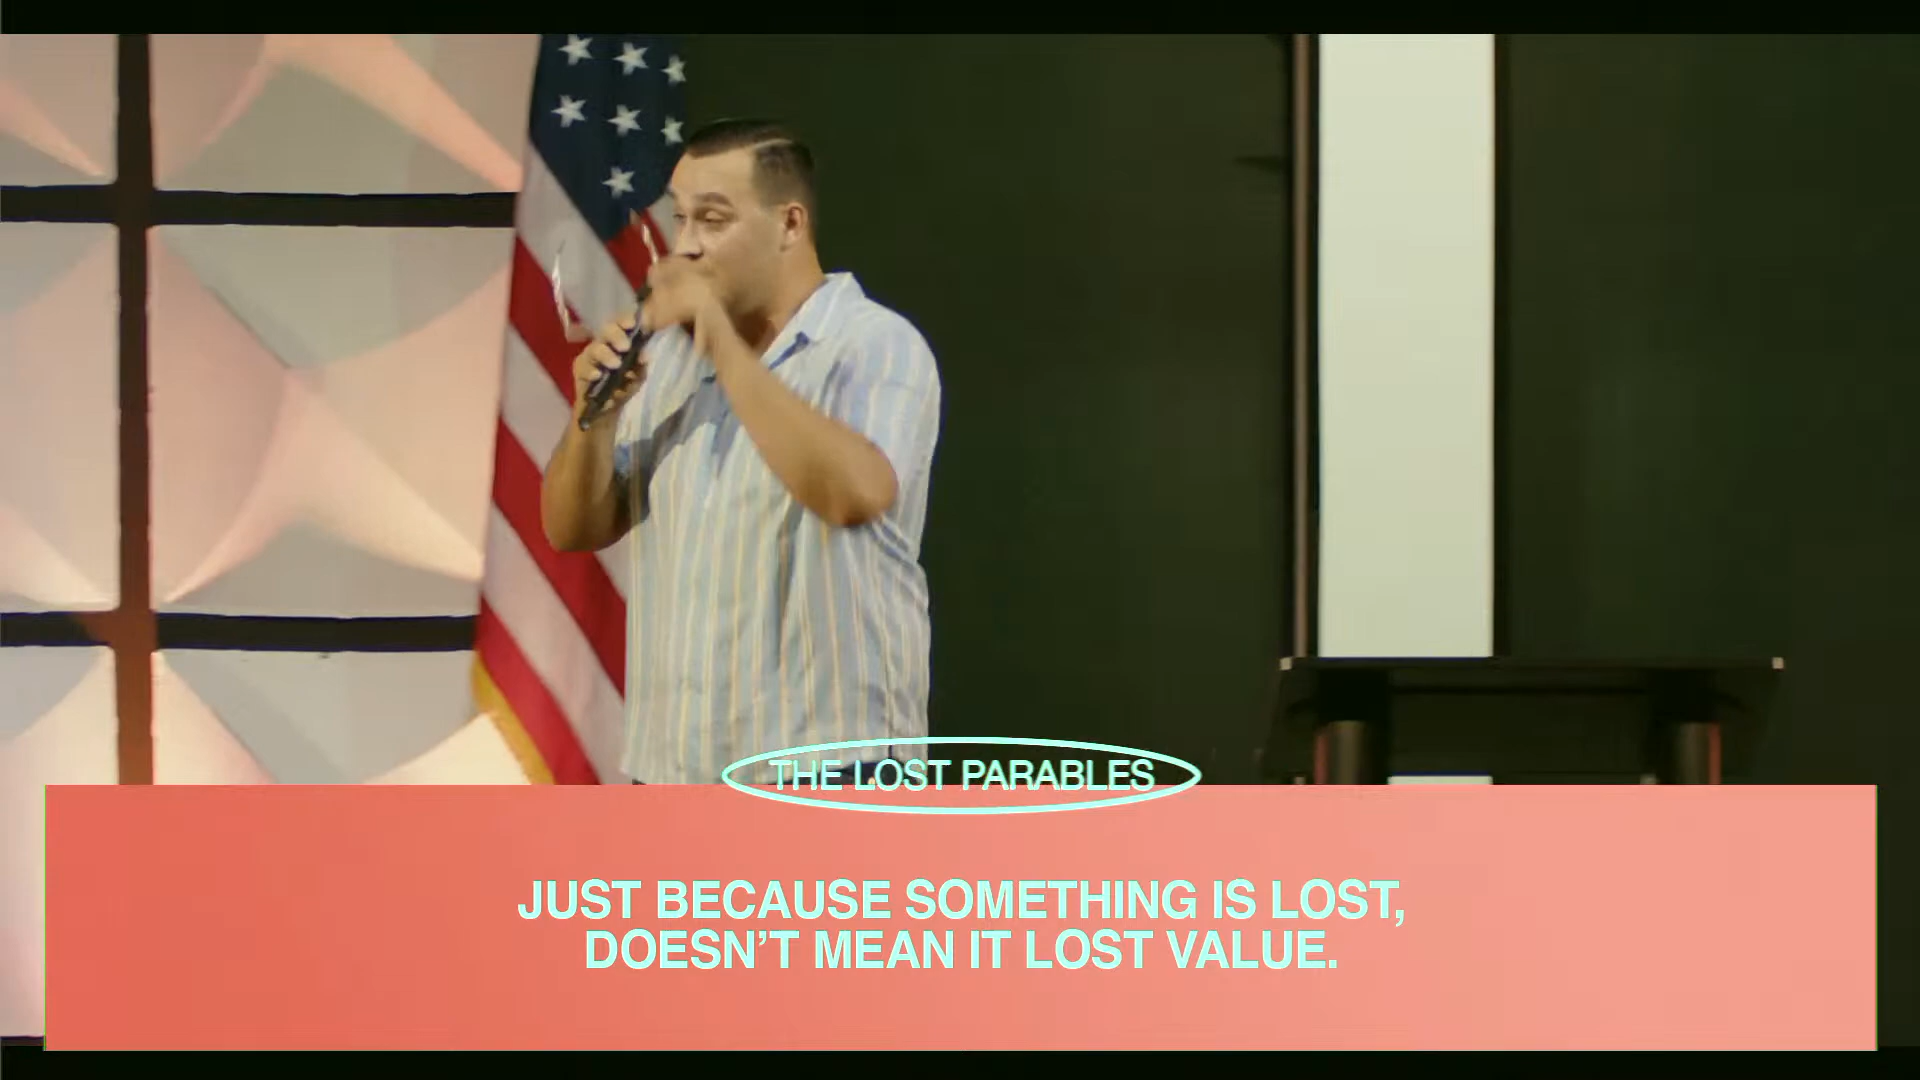 THE LOST PARABLES
JUST BECAUSE SOMETHING IS LOST,
DOESN’T MEAN IT LOST VALUE.